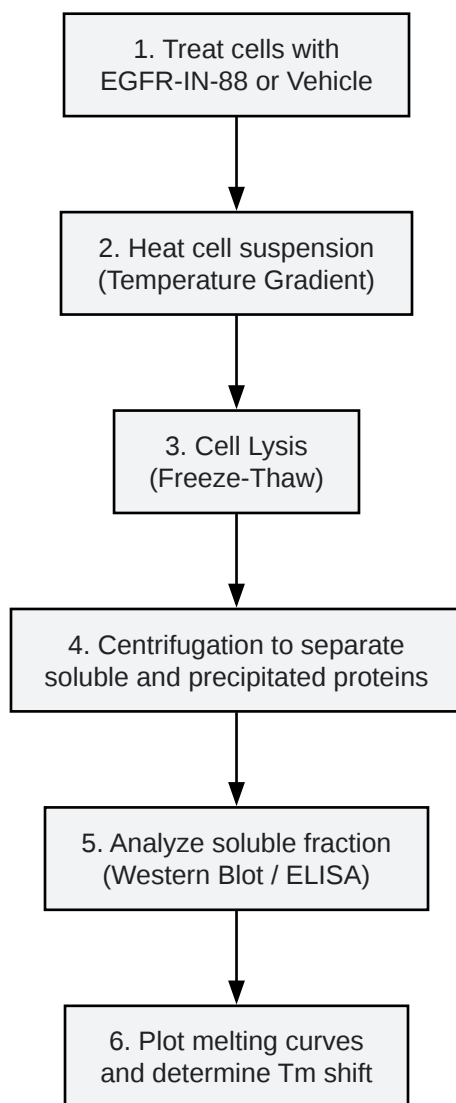 1. Treat cells with
EGFR-IN-88 or Vehicle
2. Heat cell suspension
(Temperature Gradient)
3. Cell Lysis
(Freeze-Thaw)
4. Centrifugation to separate
soluble and precipitated proteins
5. Analyze soluble fraction
(Western Blot / ELISA)
6. Plot melting curves
and determine Tm shift